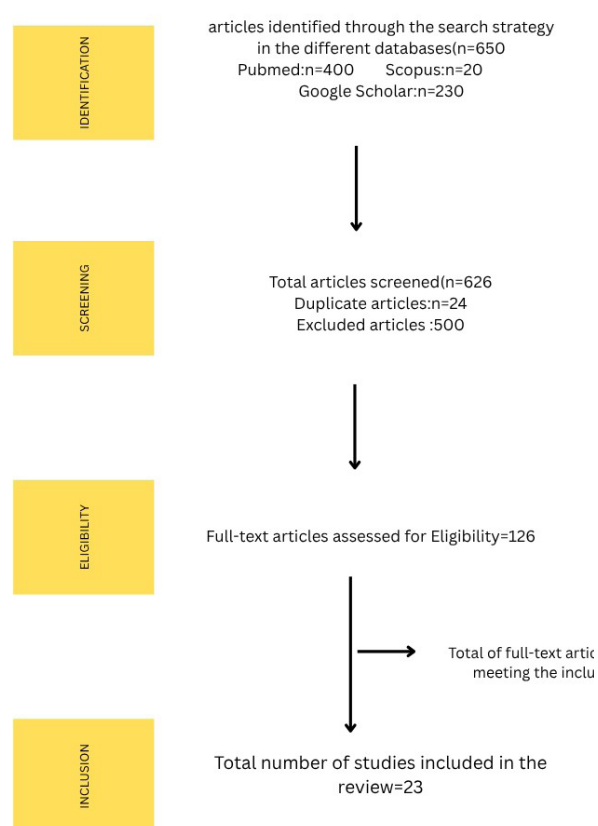 IDENTIFICATION
articles identified through the search strategy
in the different databases(n=650
Pubmed:n=400 Scopus:n=20
Google Scholar:n=230
SCREENING
Total articles screened(n=626
Duplicate articles:n=24
Excluded articles :500
ELIGIBILITY
Full-text articles assessed for Eligibility=126
Total of full-text
meeting the
INCLUSION
Total number of studies included in the
review=23